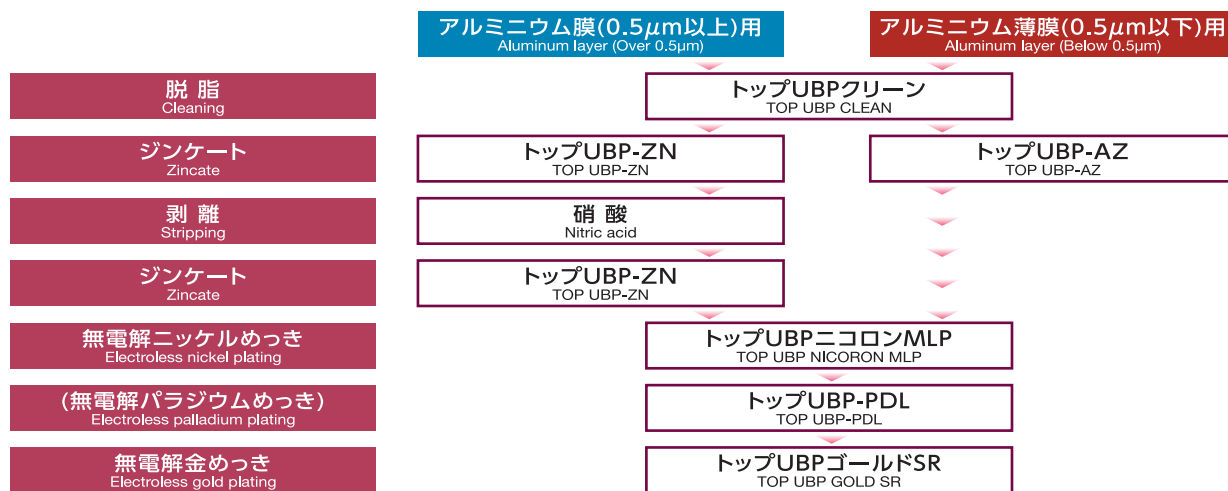 アルミニウム膜(0.5μm以上)用
Aluminum layer (Over 0.5μm)
アルミニウム薄膜(0.5μm以下)用
Aluminum layer (Below 0.5μm)
脱 脂
Cleaning
トップUBPクリーン
TOP UBP CLEAN
ジンケート
Zincate
トップUBP-ZN
TOP UBP-ZN
トップUBP-AZ
TOP UBP-AZ
剥 離
Stripping
硝 酸
Nitric acid
ジンケート
Zincate
トップUBP-ZN
TOP UBP-ZN
無電解ニッケルめっき
Electroless nickel plating
トップUBPニコロンMLP
TOP UBP NICORON MLP
(無電解パラジウムめっき)
Electroless palladium plating
トップUBP-PDL
TOP UBP-PDL
無電解金めっき
Electroless gold plating
トップUBPゴールドSR
TOP UBP GOLD SR